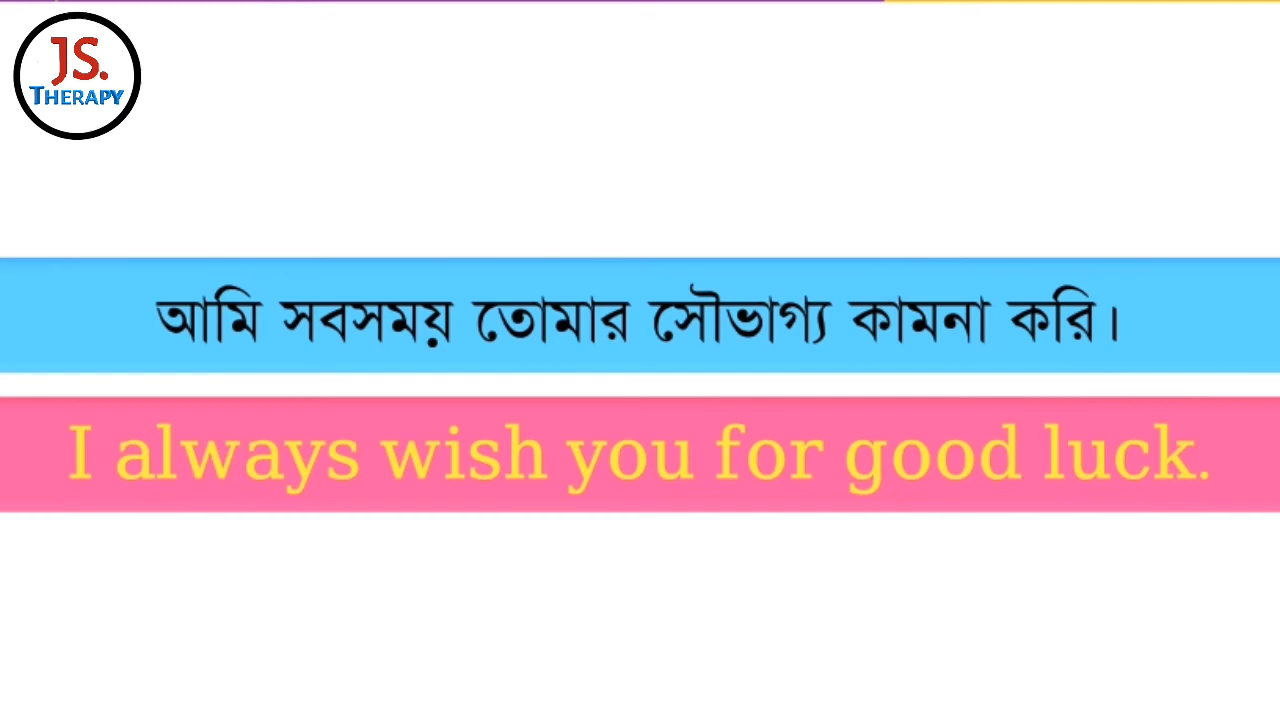 JS.
THERAPY
আমি সবসময় তোমার সৌভাগ্য কামনা করি।
I always wish you for good luck.